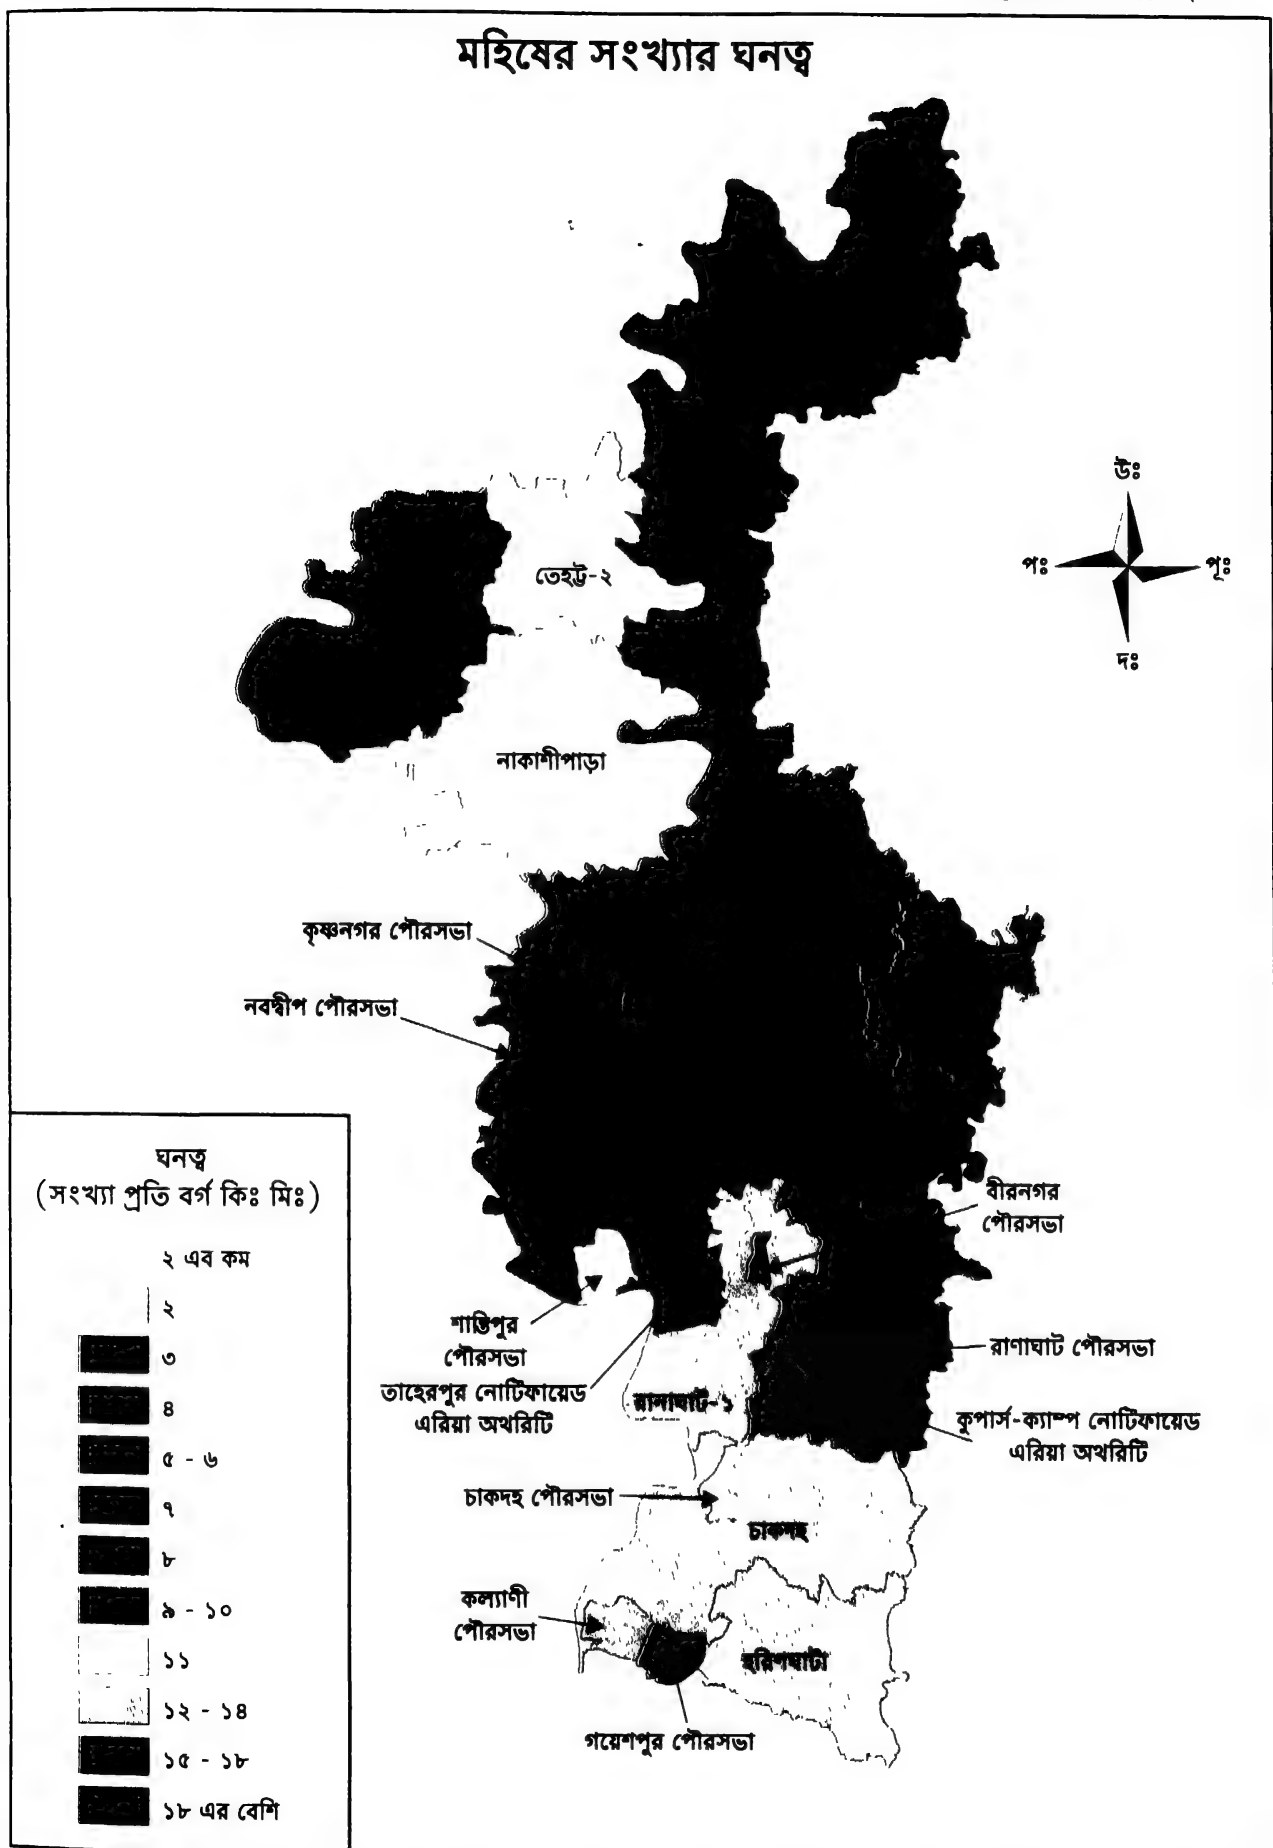 মহিষের সংখ্যার ঘনত্ব
উঃ
পঃ
পূঃ
দঃ
তেহট্ট-২
নাকাশীপাড়া
কৃষ্ণনগর পৌরসভা
নবদ্বীপ পৌরসভা
বীরনগর
পৌরসভা
শান্তিপুর
পৌরসভা
তাহেরপুর নোটিফায়েড
এরিয়া অথরিটি
রানাঘাট-১
রাণাঘাট পৌরসভা
কুপার্স-ক্যাম্প নোটিফায়েড
এরিয়া অথরিটি
চাকদহ পৌরসভা
চাকদহ
কল্যাণী
পৌরসভা
হরিণঘাটা
গয়েশপুর পৌরসভা
ঘনত্ব
(সংখ্যা প্রতি বর্গ কিঃ মিঃ)
২ এব কম
২
৩
৪
৫ - ৬
৭
৮
৯ - ১০
১১
১২ - ১৪
১৫ - ১৮
১৮ এর বেশি